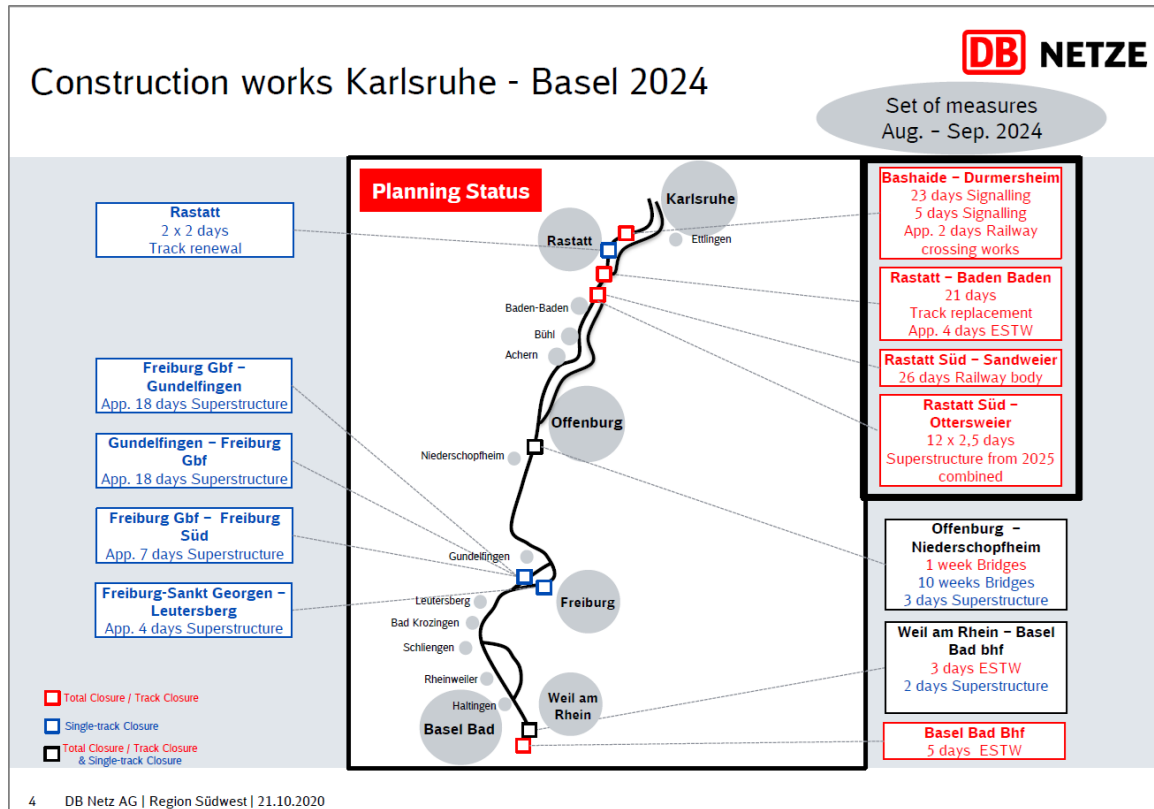 DB NETZE
Construction works Karlsruhe - Basel 2024
Set of measures
Aug. – Sep. 2024
Planning Status
Rastatt
2 x 2 days
Track renewal
Freiburg Gbf –
Gundelfingen
App. 18 days Superstructure
Gundelfingen – Freiburg
Gbf
App. 18 days Superstructure
Freiburg Gbf – Freiburg
Süd
App. 7 days Superstructure
Freiburg-Sankt Georgen –
Leutersberg
App. 4 days Superstructure
Total Closure / Track Closure
Single-track Closure
Total Closure / Track Closure
& Single-track Closure
Karlsruhe
Rastatt
Ettlingen
Baden-Baden
Bühl
Achern
Offenburg
Niederschopfheim
Gundelfingen
Leutersberg
Freiburg
Bad Krozingen
Schliengen
Rheinweiler
Haltingen
Weil am
Rhein
Basel Bad
Bashaide – Durmersheim
23 days Signalling
5 days Signalling
App. 2 days Railway
crossing works
Rastatt – Baden Baden
21 days
Track replacement
App. 4 days ESTW
Rastatt Süd – Sandweier
26 days Railway body
Rastatt Süd –
Ottersweier
12 x 2,5 days
Superstructure from 2025
combined
Offenburg –
Niederschopfheim
1 week Bridges
10 weeks Bridges
3 days Superstructure
Weil am Rhein – Basel
Bad bhf
3 days ESTW
2 days Superstructure
Basel Bad Bhf
5 days ESTW
4 DB Netz AG | Region Südwest | 21.10.2020